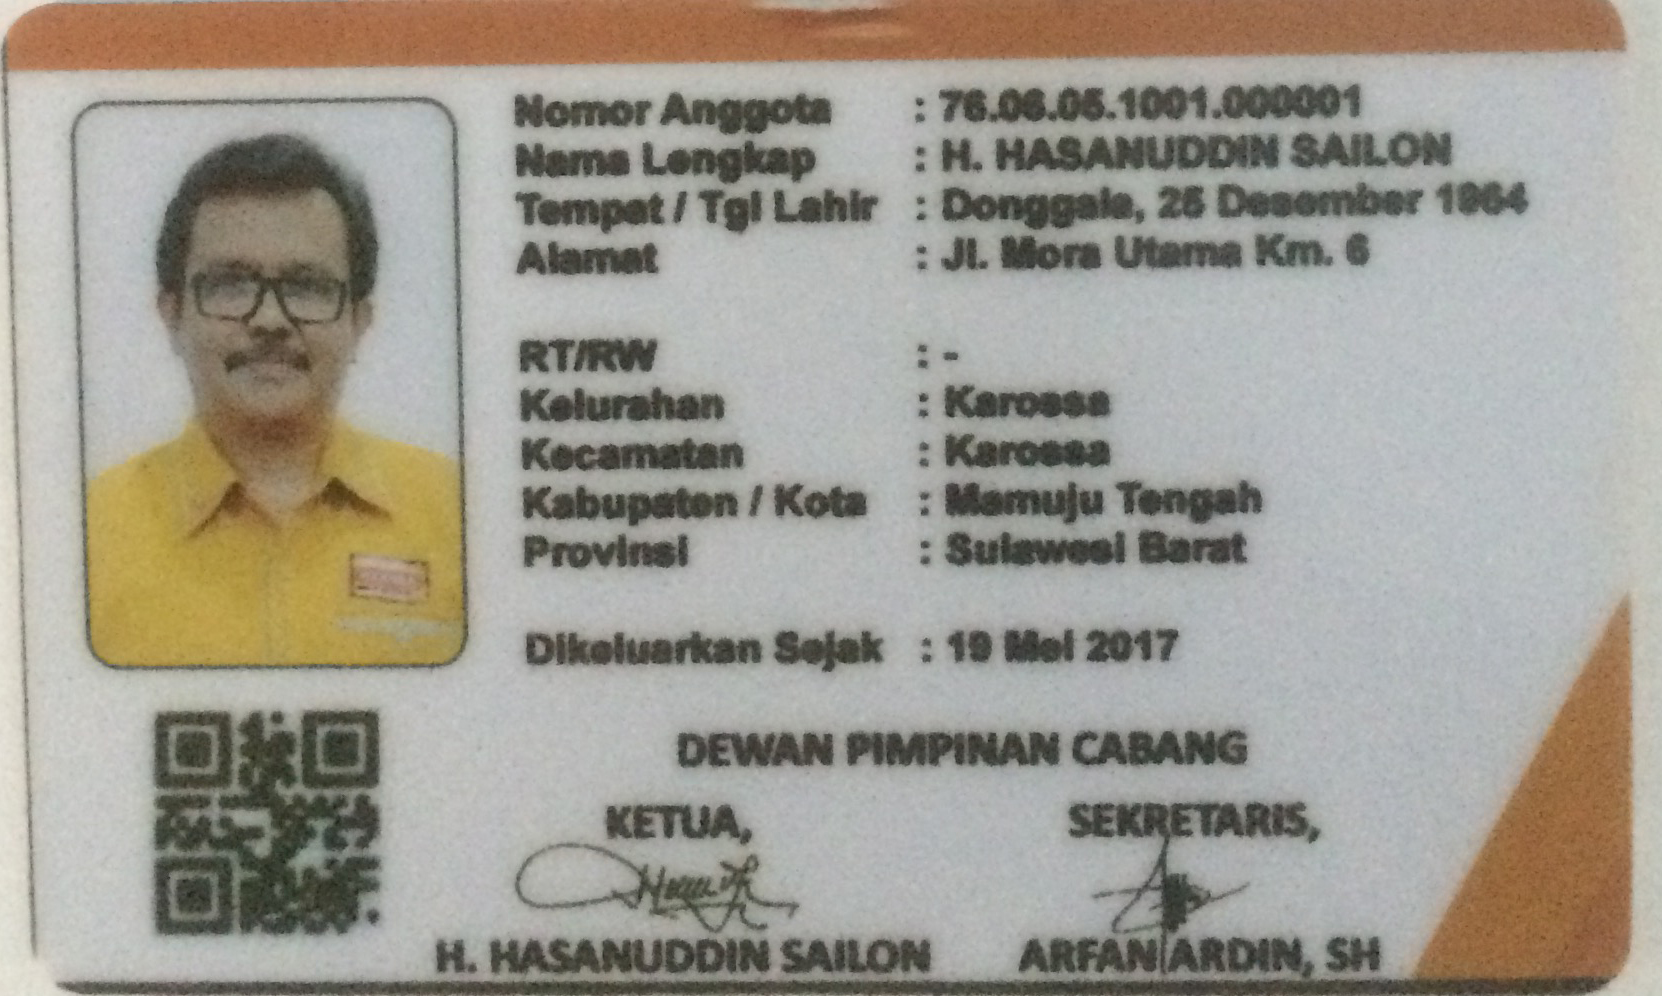 Nomor Anggota : 76.06.05.1001.000001
Nama Lengkap : H. HASANUDDIN SAILON
Tempat / Tgl Lahir : Donggala, 25 Desember 1964
Alamat : Jl. Mora Utama Km. 6
RT/RW : -
Kelurahan : Karossa
Kecamatan : Karossa
Kabupaten / Kota : Mamuju Tengah
Provinsi : Sulawesi Barat
Dikeluarkan Sejak : 19 Mei 2017
DEWAN PIMPINAN CABANG
KETUA, SEKRETARIS,
H. HASANUDDIN SAILON ARFAN ARDIN, SH